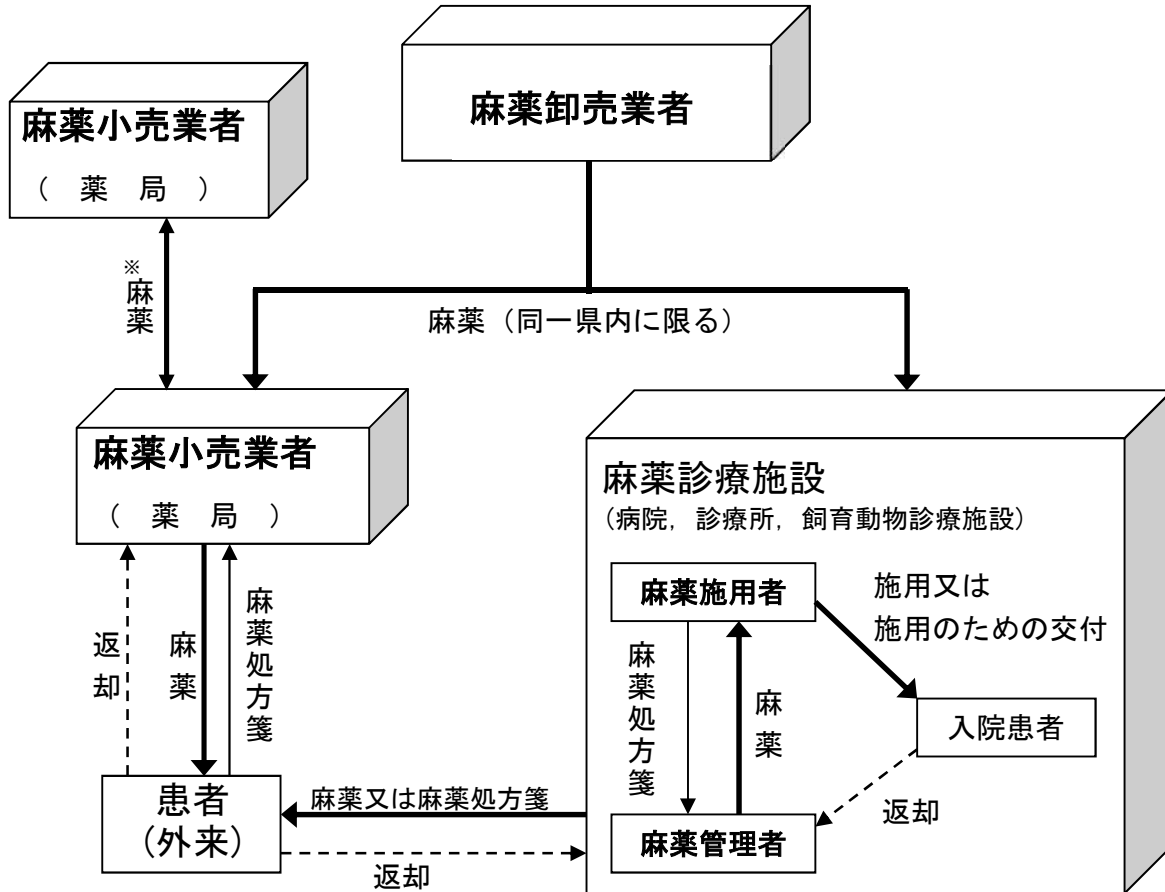 麻薬卸売業者
麻薬小売業者
（　薬　局　）
※麻薬
麻薬（同一県内に限る）
麻薬小売業者
（　薬　局　）
麻薬診療施設
（病院，診療所，飼育動物診療施設）
麻薬施用者
施用又は
施用のための交付
返却
麻薬
麻薬処方箋
麻薬処方箋
麻薬
入院患者
返却
麻薬管理者
患者
（外来）
麻薬又は麻薬処方箋
返却